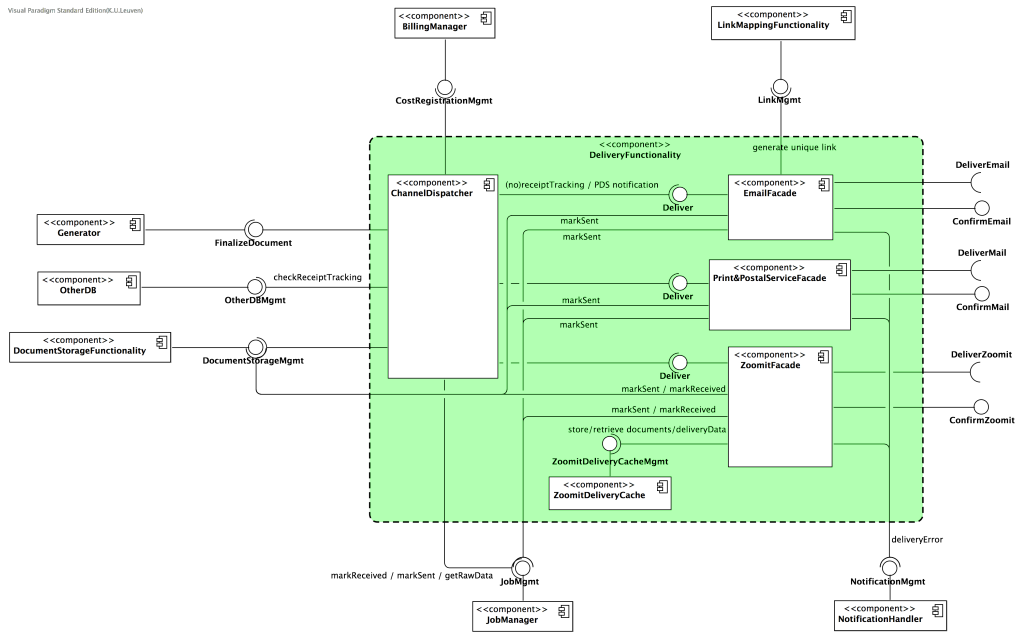 Visual Paradigm Standard Edition(K.U.Leuven)
<<component>>
BillingManager
<<component>>
LinkMappingFunctionality
CostRegistrationMgmt
LinkMgmt
<<component>>
DeliveryFunctionality
generate unique link
<<component>>
ChannelDispatcher
(no)receiptTracking / PDS notification
Deliver
<<component>>
EmailFacade
DeliverEmail
ConfirmEmail
<<component>>
Generator
FinalizeDocument
markSent
markSent
<<component>>
OtherDB
OtherDBMgmt
checkReceiptTracking
Deliver
<<component>>
Print&PostalServiceFacade
DeliverMail
ConfirmMail
markSent
markSent
<<component>>
DocumentStorageFunctionality
DocumentStorageMgmt
Deliver
<<component>>
ZoomitFacade
DeliverZoomit
ConfirmZoomit
markSent / markReceived
markSent / markReceived
store/retrieve documents/deliveryData
ZoomitDeliveryCacheMgmt
<<component>>
ZoomitDeliveryCache
deliveryError
markReceived / markSent / getRawData
JobMgmt
NotificationMgmt
<<component>>
JobManager
<<component>>
NotificationHandler